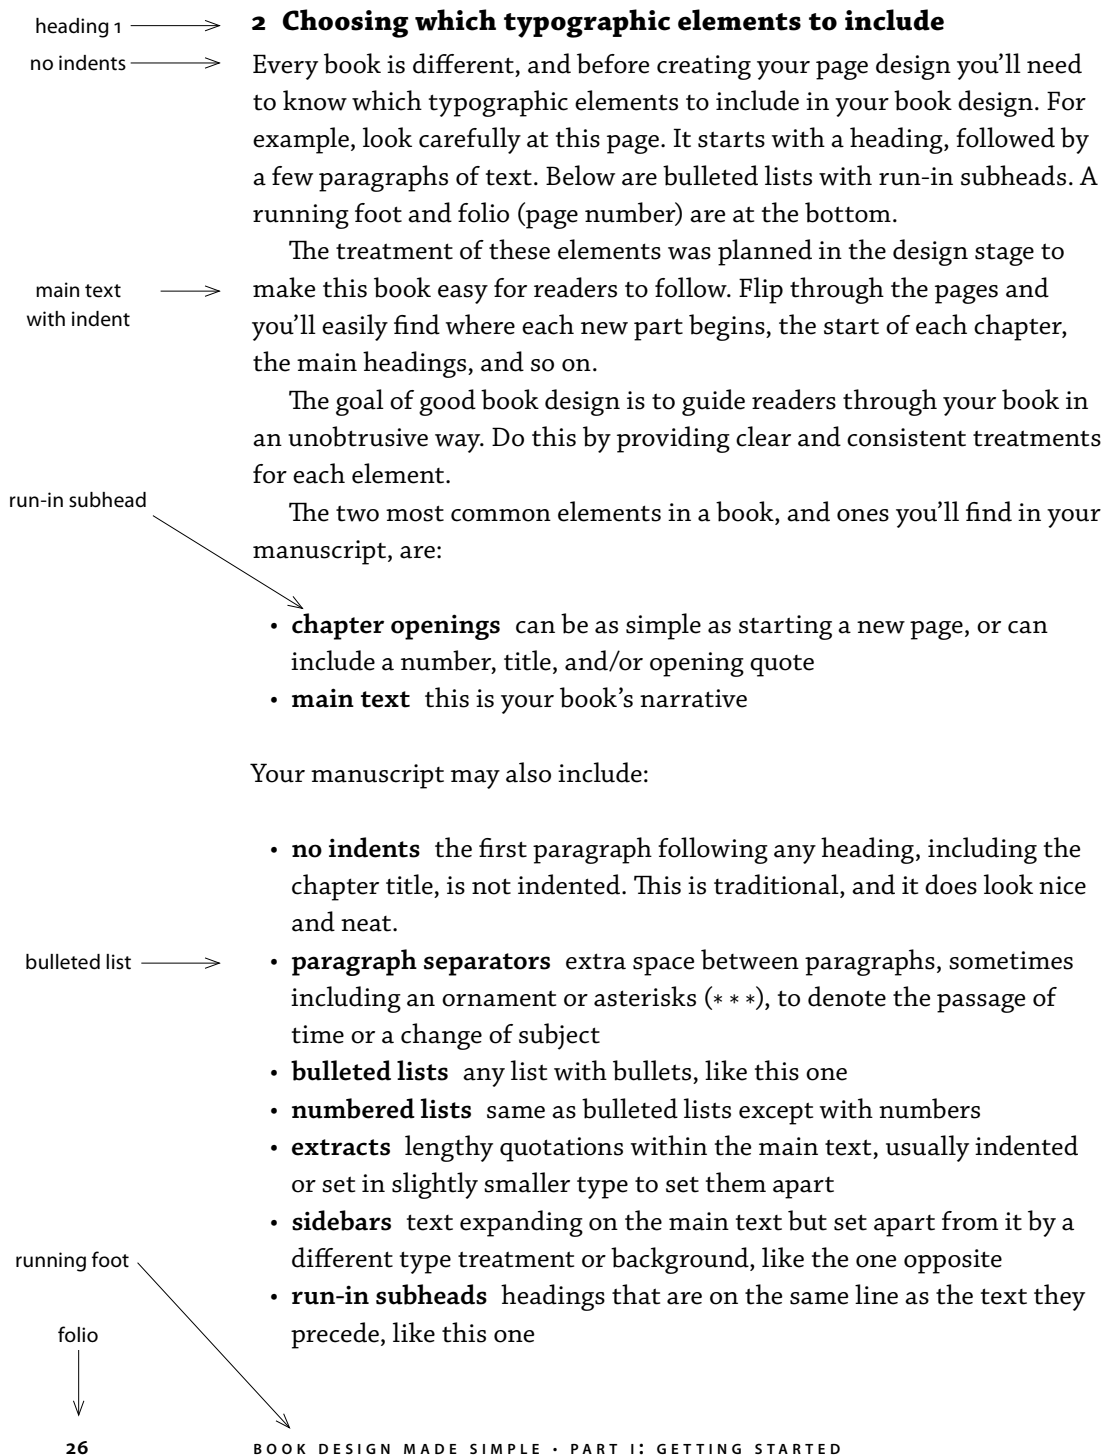 heading 1
2 Choosing which typographic elements to include
no indents
Every book is different, and before creating your page design you’ll need
to know which typographic elements to include in your book design. For
example, look carefully at this page. It starts with a heading, followed by
a few paragraphs of text. Below are bulleted lists with run-in subheads. A
running foot and folio (page number) are at the bottom.
The treatment of these elements was planned in the design stage to
main text
with indent
make this book easy for readers to follow. Flip through the pages and
you’ll easily find where each new part begins, the start of each chapter,
the main headings, and so on.
The goal of good book design is to guide readers through your book in
an unobtrusive way. Do this by providing clear and consistent treatments
for each element.
run-in subhead
The two most common elements in a book, and ones you’ll find in your
manuscript, are:
• chapter openings can be as simple as starting a new page, or can
include a number, title, and/or opening quote
• main text this is your book’s narrative
Your manuscript may also include:
• no indents the first paragraph following any heading, including the
chapter title, is not indented. This is traditional, and it does look nice
and neat.
bulleted list
• paragraph separators extra space between paragraphs, sometimes
including an ornament or asterisks (* * *), to denote the passage of
time or a change of subject
• bulleted lists any list with bullets, like this one
• numbered lists same as bulleted lists except with numbers
• extracts lengthy quotations within the main text, usually indented
or set in slightly smaller type to set them apart
• sidebars text expanding on the main text but set apart from it by a
different type treatment or background, like the one opposite
running foot
• run-in subheads headings that are on the same line as the text they
precede, like this one
folio
26
BOOK DESIGN MADE SIMPLE · PART I: GETTING STARTED